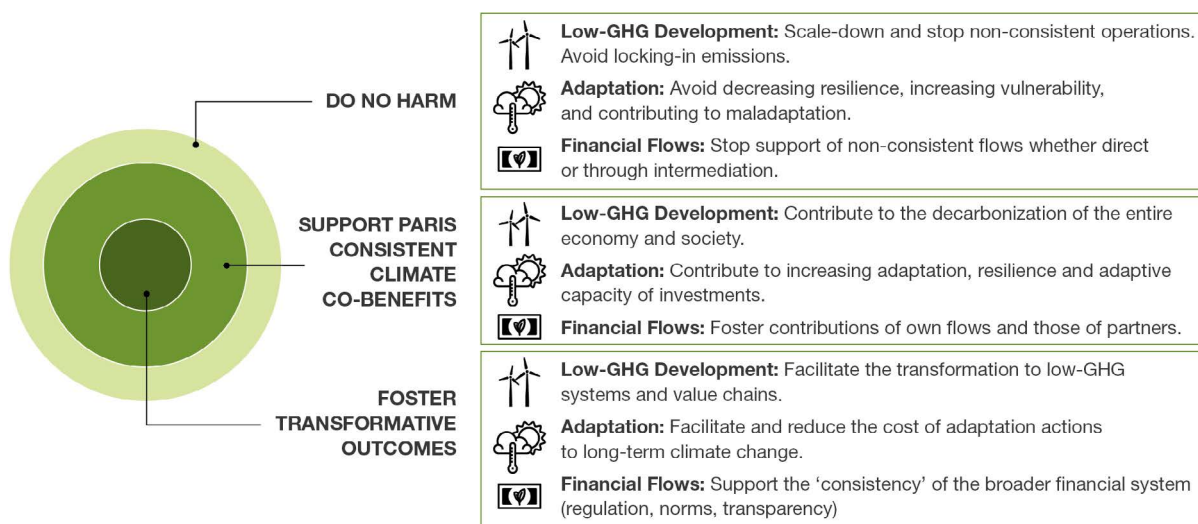 DO NO HARM
Low-GHG Development: Scale-down and stop non-consistent operations.
Avoid locking-in emissions.
Adaptation: Avoid decreasing resilience, increasing vulnerability,
and contributing to maladaptation.
Financial Flows: Stop support of non-consistent flows whether direct
or through intermediation.
SUPPORT PARIS
CONSISTENT
CLIMATE
CO-BENEFITS
Low-GHG Development: Contribute to the decarbonization of the entire
economy and society.
Adaptation: Contribute to increasing adaptation, resilience and adaptive
capacity of investments.
Financial Flows: Foster contributions of own flows and those of partners.
FOSTER
TRANSFORMATIVE
OUTCOMES
Low-GHG Development: Facilitate the transformation to low-GHG
systems and value chains.
Adaptation: Facilitate and reduce the cost of adaptation actions
to long-term climate change.
Financial Flows: Support the ‘consistency’ of the broader financial system
(regulation, norms, transparency)